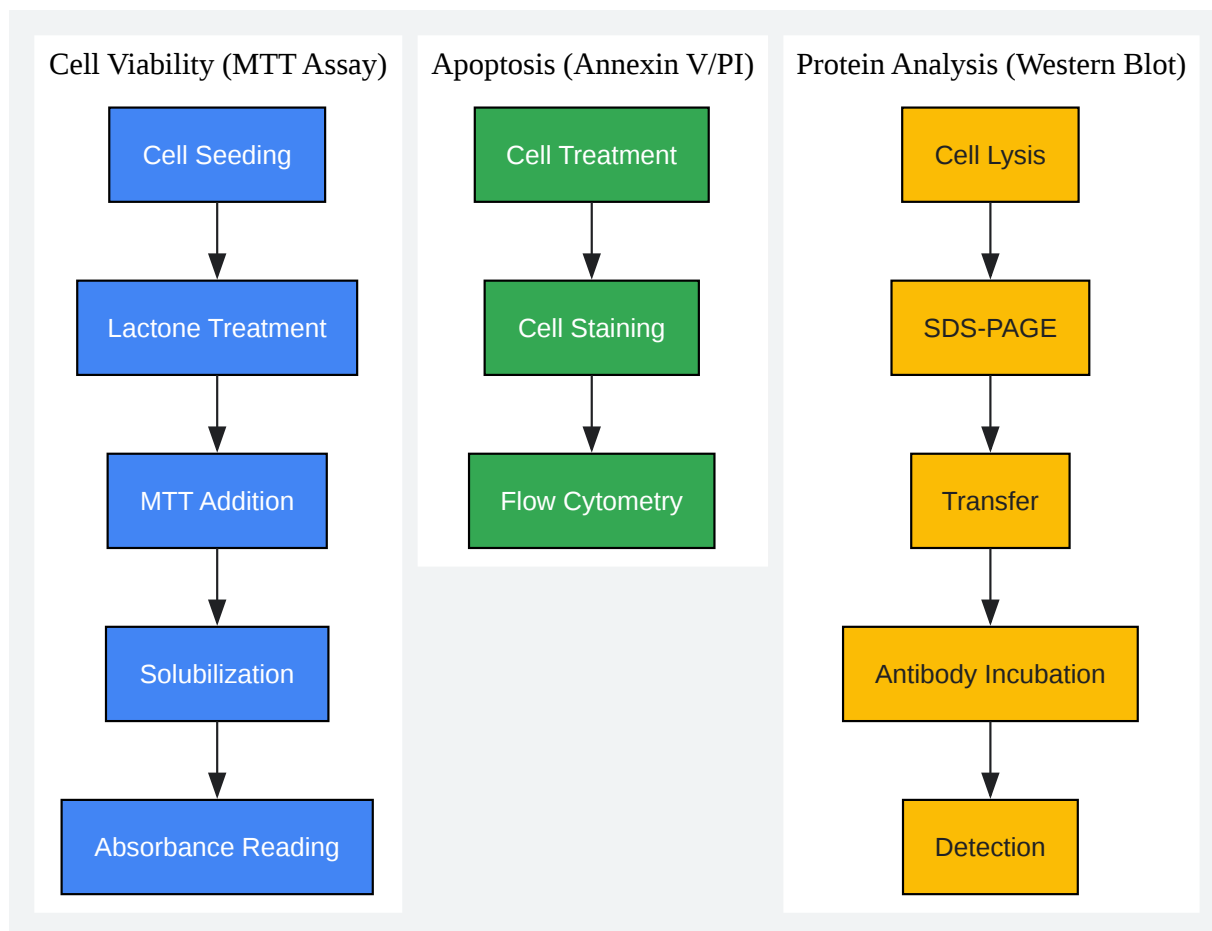 Cell Viability (MTT Assay)
Cell Seeding
Lactone Treatment
MTT Addition
Solubilization
Absorbance Reading
Apoptosis (Annexin V/PI)
Cell Treatment
Cell Staining
Flow Cytometry
Protein Analysis (Western Blot)
Cell Lysis
SDS-PAGE
Transfer
Antibody Incubation
Detection